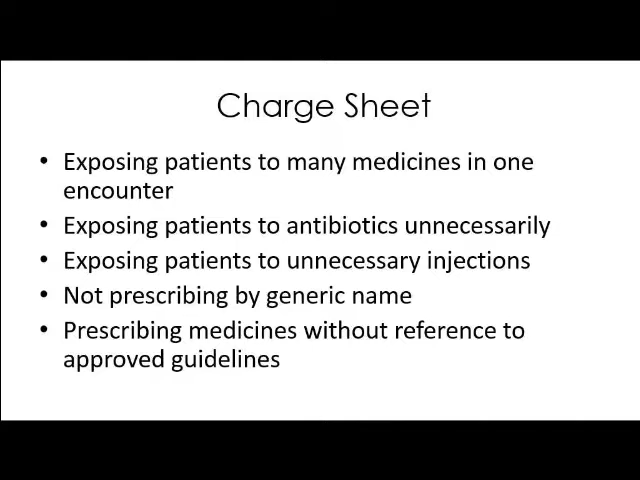 Charge Sheet
• Exposing patients to many medicines in one
encounter
• Exposing patients to antibiotics unnecessarily
• Exposing patients to unnecessary injections
• Not prescribing by generic name
• Prescribing medicines without reference to
approved guidelines